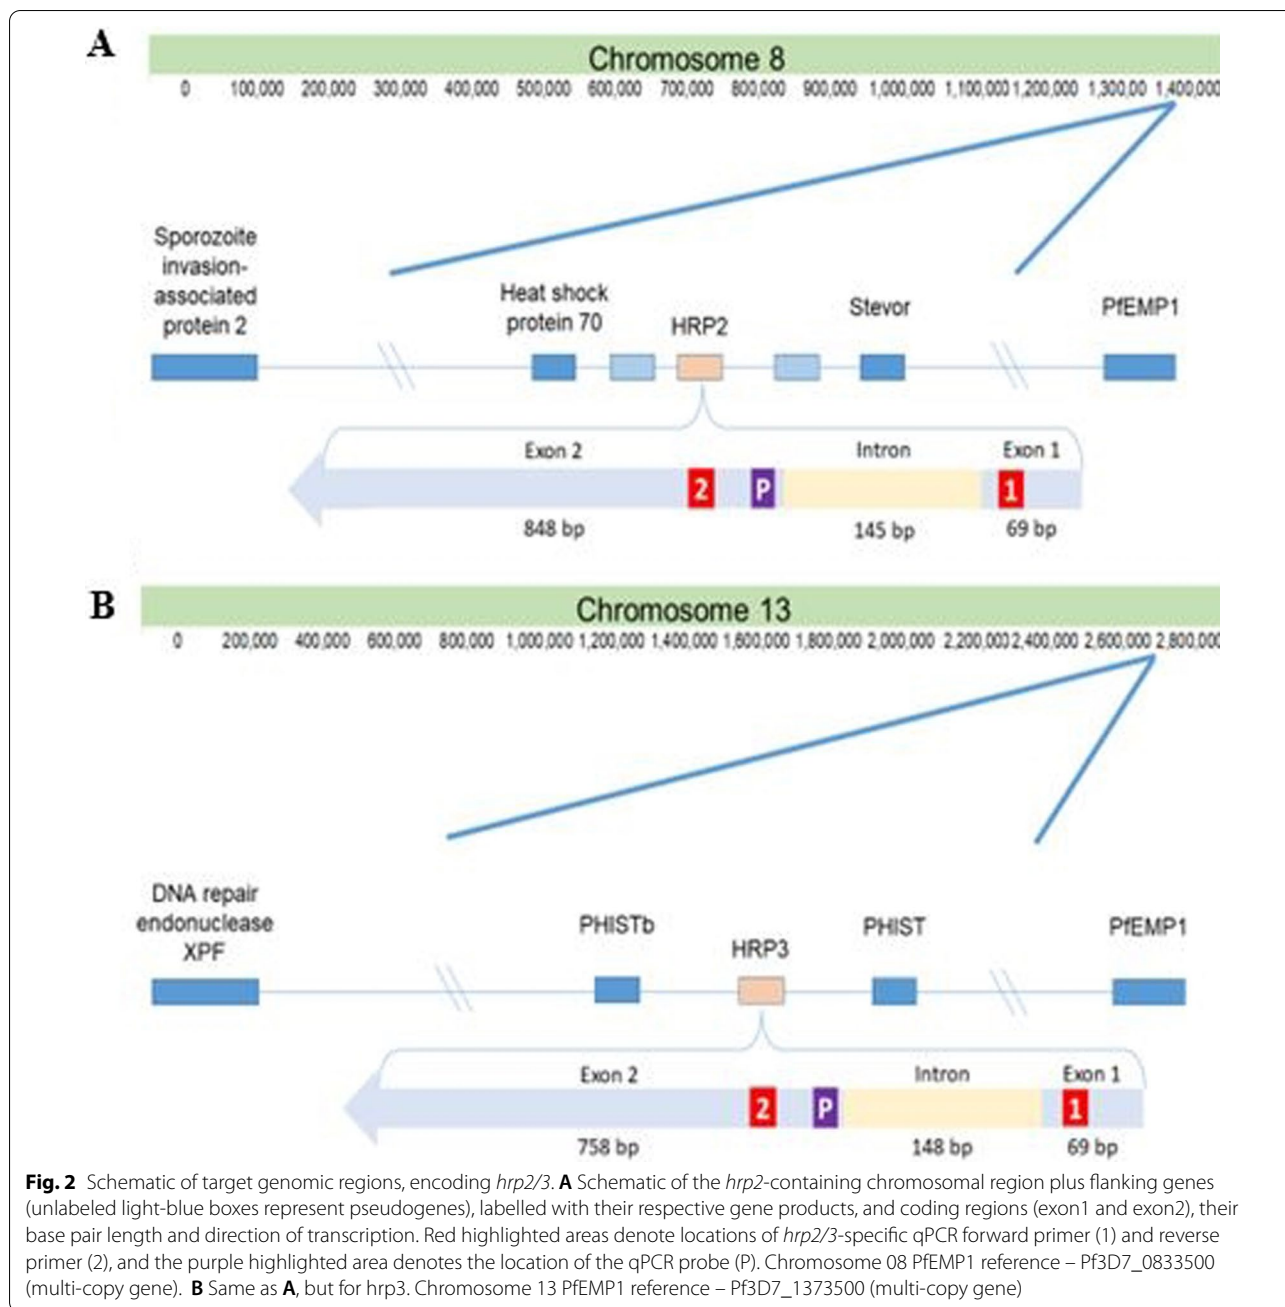 A
Chromosome 8
0 100,000 200,000 300,000 400,000 500,000 600,000 700,000 800,000 900,000 1,000,000 1,100,000 1,200,000 1,300,00 1,400,000
Sporozoite
invasion-
associated
protein 2
Heat shock
protein 70
HRP2
Stevor
PfEMP1
Exon 2 Intron Exon 1
2 P 1
848 bp 145 bp 69 bp
B
Chromosome 13
0 200,000 400,000 600,000 800,000 1,000,000 1,200,000 1,400,000 1,600,000 1,800,000 2,000,000 2,200,000 2,400,000 2,600,000 2,800,000
DNA repair
endonuclease
XPF
PHISTb
HRP3
PHIST
PfEMP1
Exon 2 Intron Exon 1
2 P 1
758 bp 148 bp 69 bp
Fig. 2 Schematic of target genomic regions, encoding hrp2/3. A Schematic of the hrp2-containing chromosomal region plus flanking genes
(unlabeled light-blue boxes represent pseudogenes), labelled with their respective gene products, and coding regions (exon1 and exon2), their
base pair length and direction of transcription. Red highlighted areas denote locations of hrp2/3-specific qPCR forward primer (1) and reverse
primer (2), and the purple highlighted area denotes the location of the qPCR probe (P). Chromosome 08 PfEMP1 reference – Pf3D7_0833500
(multi-copy gene). B Same as A, but for hrp3. Chromosome 13 PfEMP1 reference – Pf3D7_1373500 (multi-copy gene)